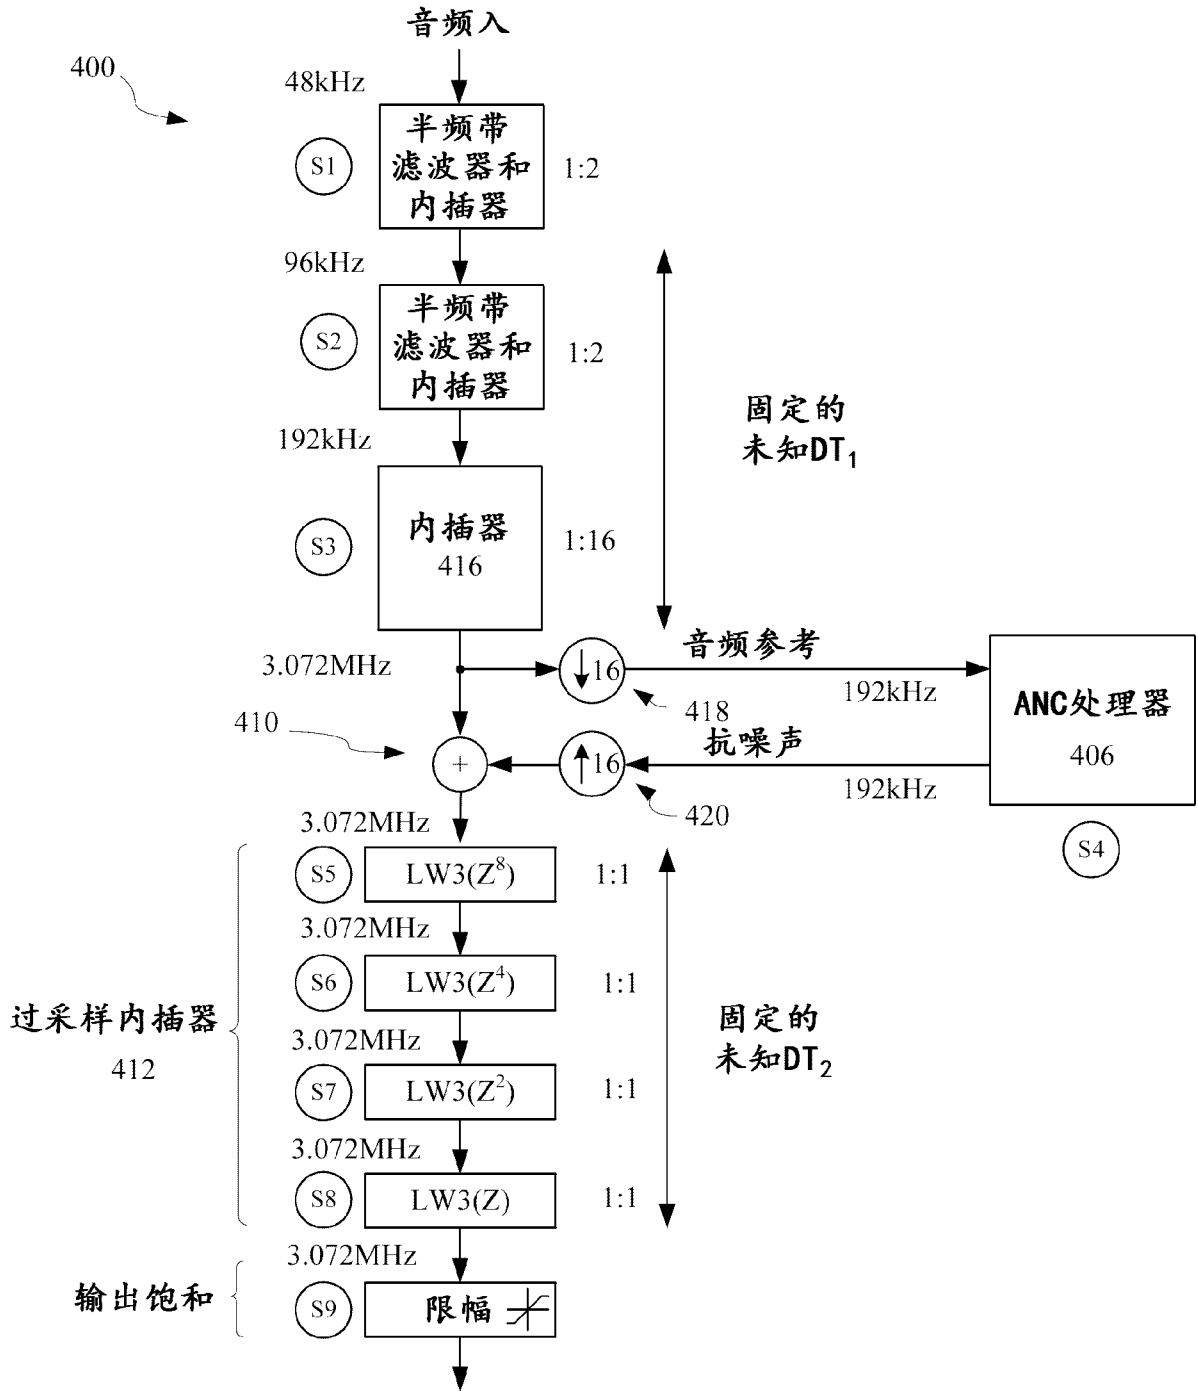 音频入
400
48kHz
S1
半频带
滤波器和
内插器
1:2
96kHz
S2
半频带
滤波器和
内插器
1:2
192kHz
固定的
未知DT₁
S3
内插器
416
1:16
3.072MHz
↓16
音频参考
192kHz
418
ANC处理器
406
410
+
↑16
抗噪声
192kHz
420
S4
3.072MHz
S5
LW3(Z⁸)
1:1
3.072MHz
S6
LW3(Z⁴)
1:1
过采样内插器
412
固定的
未知DT₂
3.072MHz
S7
LW3(Z²)
1:1
3.072MHz
S8
LW3(Z)
1:1
3.072MHz
输出饱和
S9
限幅